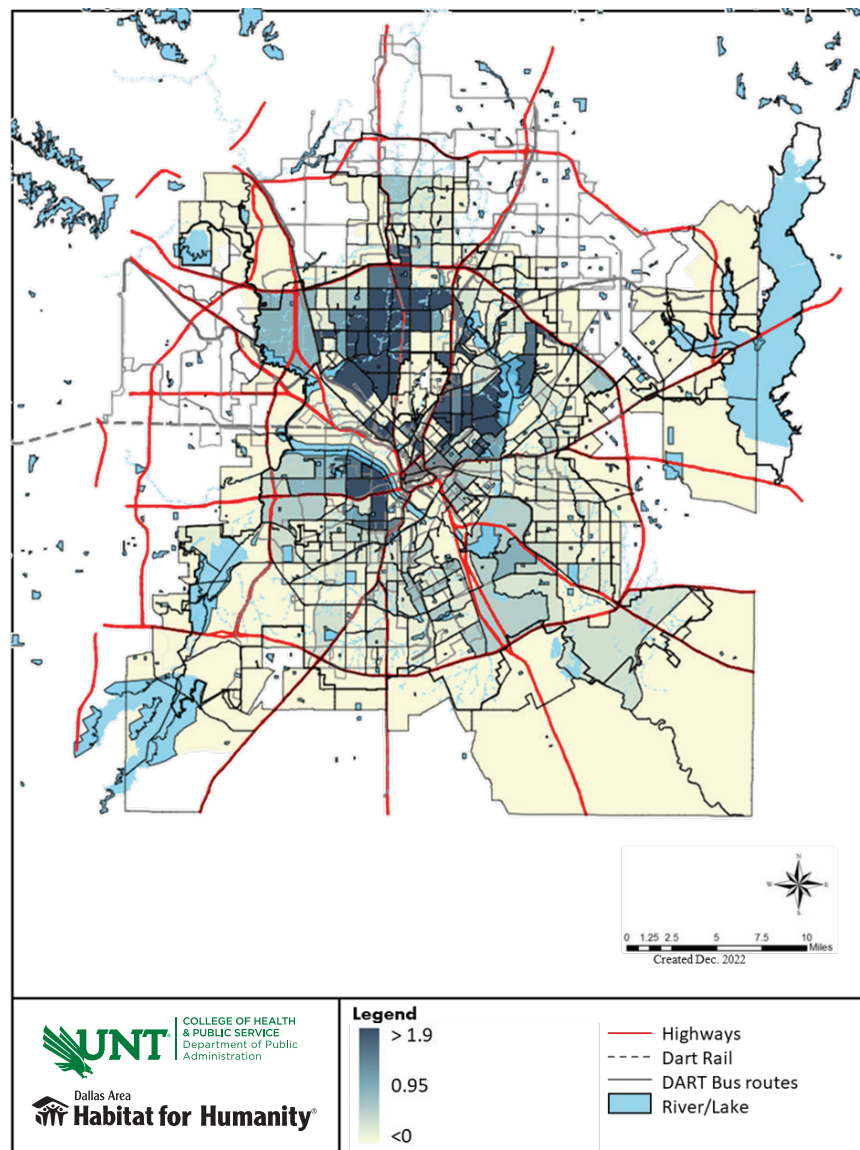 N
W
E
S
0 1.25 2.5 5 7.5 10
Miles
Created Dec. 2022
UNT
COLLEGE OF HEALTH
& PUBLIC SERVICE
Department of Public
Administration
Dallas Area
Habitat for Humanity®
Legend
> 1.9
0.95
<0
Highways
Dart Rail
DART Bus routes
River/Lake